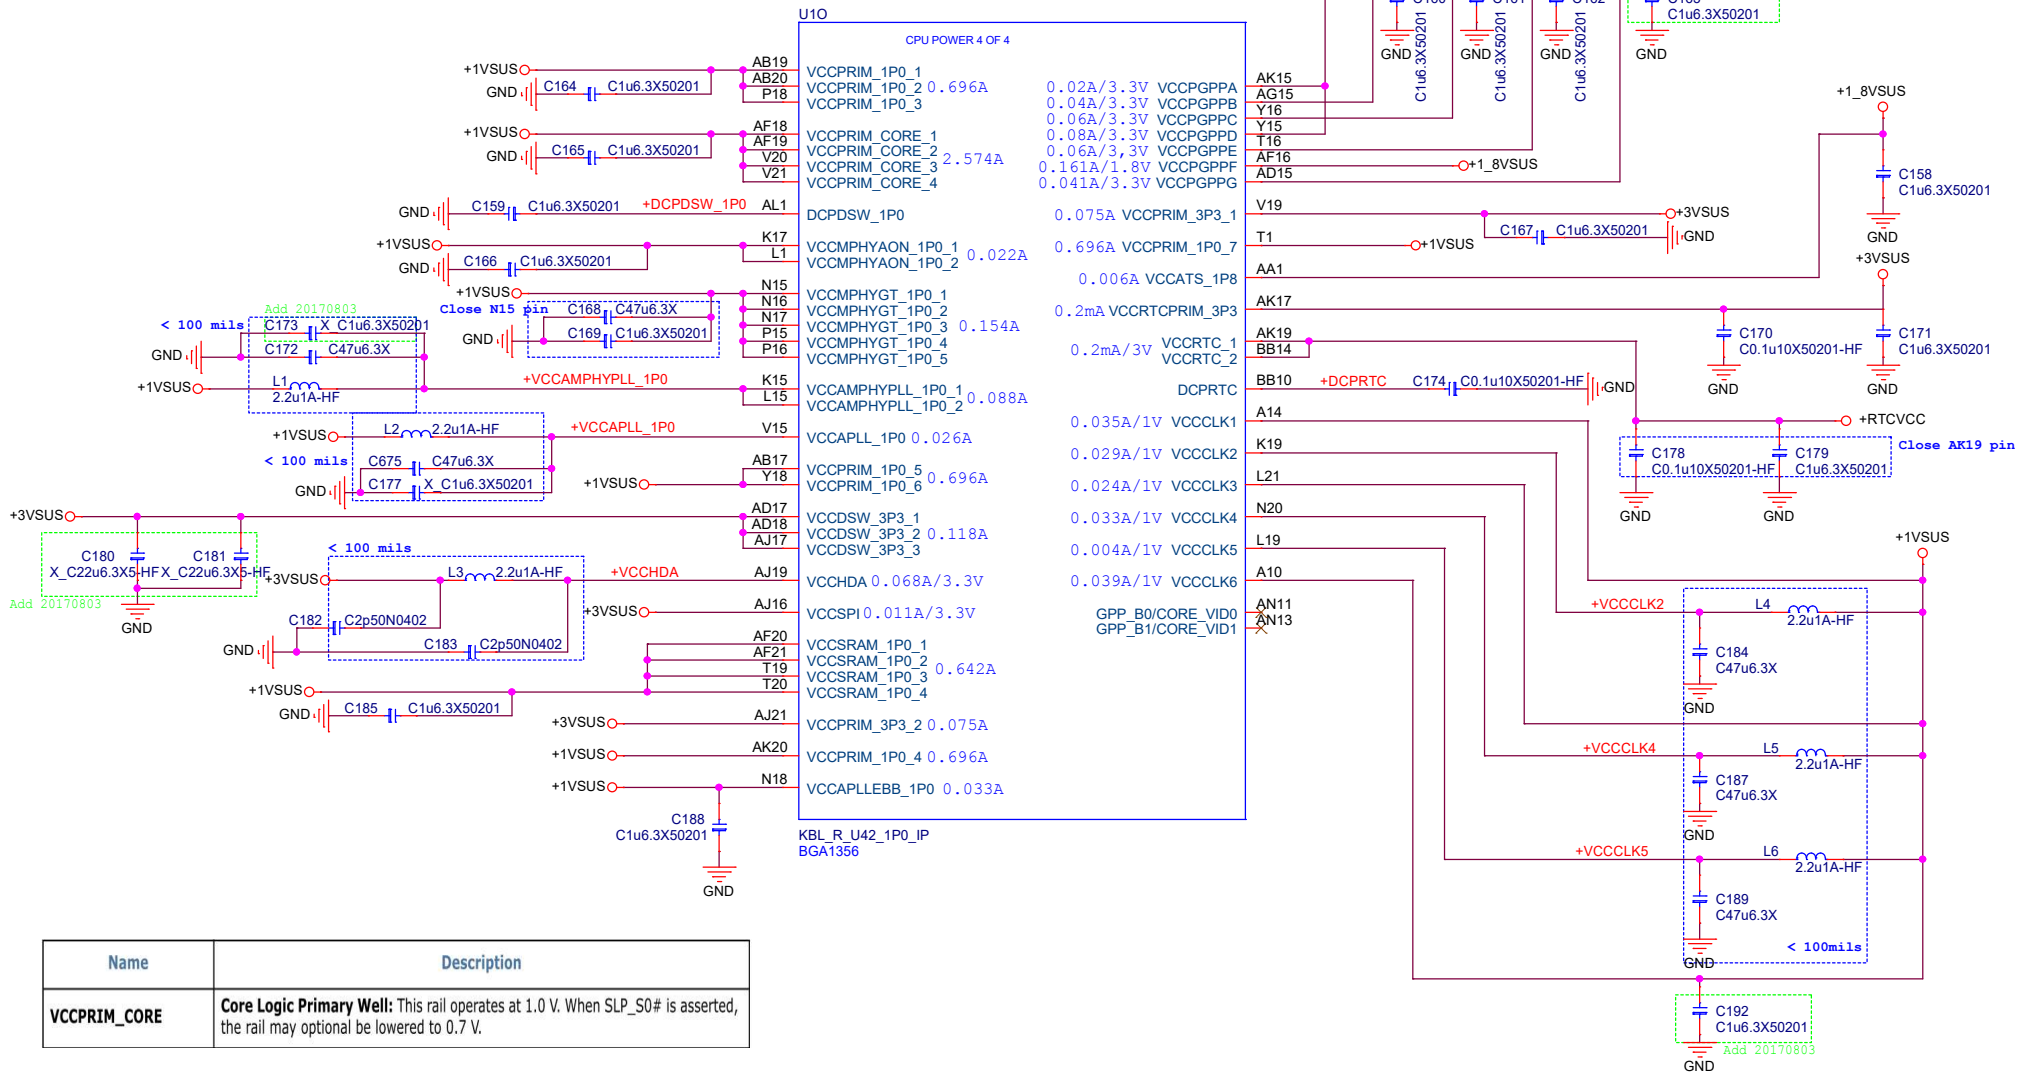 U1O
CPU POWER 4 OF 4
+1VSUS
GND
C164
C1u6.3X50201
AB19
AB20
P18
VCCPRIM_1P0_1
VCCPRIM_1P0_2
VCCPRIM_1P0_3
0.696A
+1VSUS
GND
C165
C1u6.3X50201
AF18
AF19
V20
V21
VCCPRIM_CORE_1
VCCPRIM_CORE_2
VCCPRIM_CORE_3
VCCPRIM_CORE_4
2.574A
GND
C159
C1u6.3X50201
+DCPDSW_1P0
AL1
DCPDSW_1P0
+1VSUS
GND
C166
C1u6.3X50201
K17
L1
VCCMPHYAON_1P0_1
VCCMPHYAON_1P0_2
0.022A
+1VSUS
Close N15 pin
C168
C47u6.3X
GND
C169
C1u6.3X50201
N15
N16
N17
P15
P16
VCCMPHYGT_1P0_1
VCCMPHYGT_1P0_2
VCCMPHYGT_1P0_3
VCCMPHYGT_1P0_4
VCCMPHYGT_1P0_5
0.154A
Add 20170803
< 100 mils
C173
X_C1u6.3X50201
GND
C172
C47u6.3X
+1VSUS
L1
2.2u1A-HF
+VCCAMPHYPLL_1P0
K15
L15
VCCAMPHYPLL_1P0_1
VCCAMPHYPLL_1P0_2
0.088A
+1VSUS
L2
2.2u1A-HF
+VCCAPLL_1P0
V15
VCCAPLL_1P0 0.026A
< 100 mils
C675
C47u6.3X
GND
C177
X_C1u6.3X50201
+1VSUS
AB17
Y18
VCCPRIM_1P0_5
VCCPRIM_1P0_6
0.696A
+3VSUS
C180
X_C22u6.3X5-HF
C181
X_C22u6.3X5-HF
Add 20170803
GND
AD17
AD18
AJ17
VCCDSW_3P3_1
VCCDSW_3P3_2
VCCDSW_3P3_3
0.118A
< 100 mils
+3VSUS
L3
2.2u1A-HF
+VCCHDA
AJ19
VCCHDA 0.068A/3.3V
C182
C2p50N0402
GND
C183
C2p50N0402
+3VSUS
AJ16
VCCSPI 0.011A/3.3V
+1VSUS
GND
C185
C1u6.3X50201
AF20
AF21
T19
T20
VCCSRAM_1P0_1
VCCSRAM_1P0_2
VCCSRAM_1P0_3
VCCSRAM_1P0_4
0.642A
+3VSUS
AJ21
VCCPRIM_3P3_2 0.075A
+1VSUS
AK20
VCCPRIM_1P0_4 0.696A
+1VSUS
N18
VCCAPLLEBB_1P0 0.033A
C188
C1u6.3X50201
GND
KBL_R_U42_1P0_IP
BGA1356
0.02A/3.3V VCCPGPPA AK15
0.04A/3.3V VCCPGPPB AG15
0.06A/3.3V VCCPGPPC Y16
0.08A/3.3V VCCPGPPD Y15
0.06A/3,3V VCCPGPPE T16
0.161A/1.8V VCCPGPPF AF16
+1_8VSUS
0.041A/3.3V VCCPGPPG AD15
GND
C1u6.3X50201
GND
C1u6.3X50201
GND
C1u6.3X50201
C1u6.3X50201
GND
0.075A VCCPRIM_3P3_1 V19
+3VSUS
C167
C1u6.3X50201
GND
0.696A VCCPRIM_1P0_7 T1
+1VSUS
0.006A VCCATS_1P8 AA1
+1_8VSUS
C158
C1u6.3X50201
GND
0.2mA VCCRTCPRIM_3P3 AK17
+3VSUS
C170
C0.1u10X50201-HF
GND
C171
C1u6.3X50201
GND
0.2mA/3V
VCCRTC_1 AK19
VCCRTC_2 BB14
DCPRTC BB10
+DCPRTC
C174
C0.1u10X50201-HF
GND
+RTCVCC
C178
C0.1u10X50201-HF
GND
C179
C1u6.3X50201
GND
Close AK19 pin
0.035A/1V VCCCLK1 A14
0.029A/1V VCCCLK2 K19
0.024A/1V VCCCLK3 L21
0.033A/1V VCCCLK4 N20
0.004A/1V VCCCLK5 L19
0.039A/1V VCCCLK6 A10
GPP_B0/CORE_VID0 AN11
GPP_B1/CORE_VID1 AN13
+1VSUS
+VCCCLK2
L4
2.2u1A-HF
C184
C47u6.3X
GND
+VCCCLK4
L5
2.2u1A-HF
C187
C47u6.3X
GND
+VCCCLK5
L6
2.2u1A-HF
C189
C47u6.3X
< 100mils
GND
C192
C1u6.3X50201
Add 20170803
GND
Name
Description
VCCPRIM_CORE
Core Logic Primary Well: This rail operates at 1.0 V. When SLP_S0# is asserted,
the rail may optional be lowered to 0.7 V.